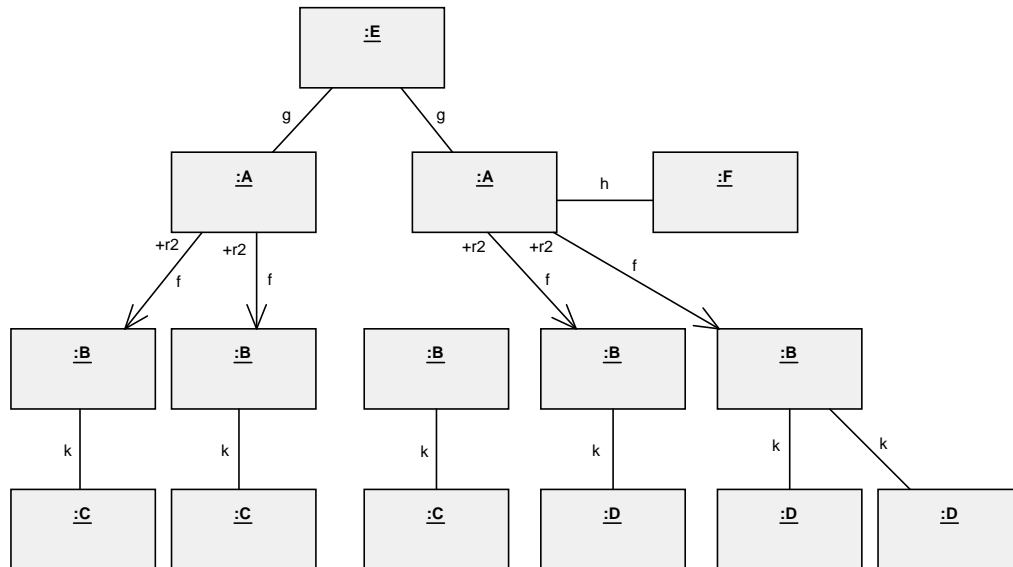 :E
g g
:A :A :F
h
+r2 +r2 +r2 +r2
f f f f
:B :B :B :B :B
k k k k k k
:C :C :C :D :D :D